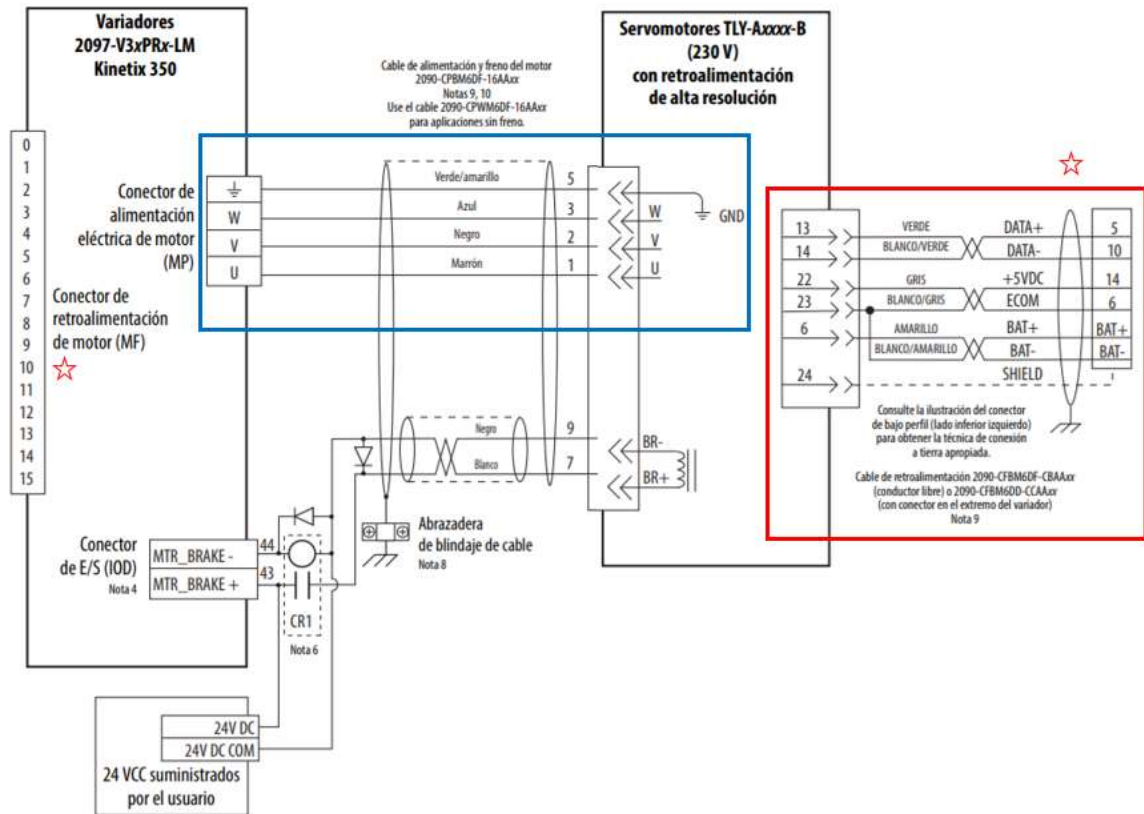 Variadores
2097-V3xPRx-LM
Kinetix 350
Servomotores TLY-Axxxx-B
(230 V)
con retroalimentación
de alta resolución
Cable de alimentación y freno del motor
2090-CPBM6DF-16AAxx
Notas 9, 10
Use el cable 2090-CPWM6DF-16AAxx
para aplicaciones sin freno.
0
1
2
3
4
5
6
7
8
9
10
11
12
13
14
15
Conector de
alimentación
eléctrica de motor
(MP)
W
V
U
Verde/amarillo 5
Azul 3
Negro 2
Marrón 1
GND
W
V
U
Conector de
retroalimentación
de motor (MF)
13 VERDE DATA+ 5
14 BLANCO/VERDE DATA- 10
22 GRIS +5VDC 14
23 BLANCO/GRIS ECOM 6
6 AMARILLO BAT+ BAT+
BLANCO/AMARILLO BAT- BAT-
24 SHIELD
Consulte la ilustración del conector
de bajo perfil (lado inferior izquierdo)
para obtener la técnica de conexión
a tierra apropiada.
Cable de retroalimentación 2090-CFBM6DF-CBAAxx
(conductor libre) o 2090-CFBM6DD-CCAAxx
(con conector en el extremo del variador)
Nota 9
Negro 9
Blanco 7
BR-
BR+
Abrazadera
de blindaje de cable
Nota 8
Conector
de E/S (IOD)
Nota 4
MTR_BRAKE - 44
MTR_BRAKE + 43
CR1
Nota 6
24V DC
24V DC COM
24 VCC suministrados
por el usuario